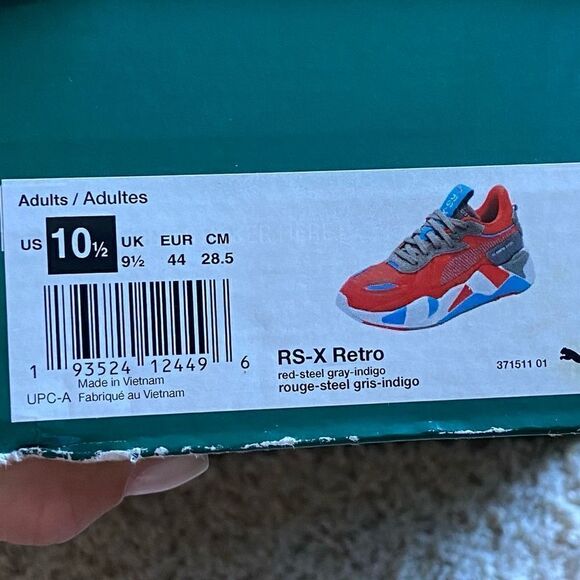 Adults / Adultes
US 10½ UK 9½ EUR 44 CM 28.5
1 93524 12449 6
Made in Vietnam
UPC-A Fabriqué au Vietnam
RS-X Retro
red-steel gray-indigo
rouge-steel gris-indigo
371511 01